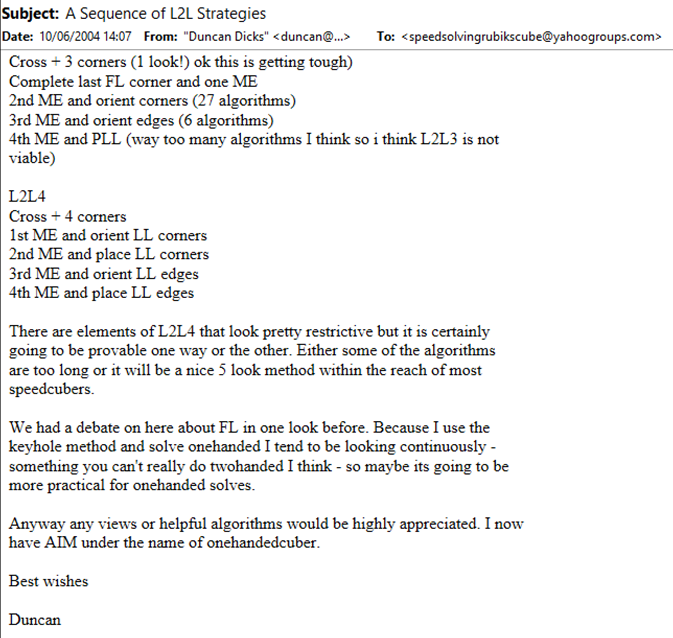 Subject: A Sequence of L2L Strategies
Date: 10/06/2004 14:07 From: "Duncan Dicks" <duncan@...> To: <speedsolvingrubikscube@yahoogroups.com>
Cross + 3 corners (1 look!) ok this is getting tough)
Complete last FL corner and one ME
2nd ME and orient corners (27 algorithms)
3rd ME and orient edges (6 algorithms)
4th ME and PLL (way too many algorithms I think so i think L2L3 is not
viable)
L2L4
Cross + 4 corners
1st ME and orient LL corners
2nd ME and place LL corners
3rd ME and orient LL edges
4th ME and place LL edges
There are elements of L2L4 that look pretty restrictive but it is certainly
going to be provable one way or the other. Either some of the algorithms
are too long or it will be a nice 5 look method within the reach of most
speedcubers.
We had a debate on here about FL in one look before. Because I use the
keyhole method and solve onehanded I tend to be looking continuously -
something you can't really do twohanded I think - so maybe its going to be
more practical for onehanded solves.
Anyway any views or helpful algorithms would be highly appreciated. I now
have AIM under the name of onehandedcuber.
Best wishes
Duncan